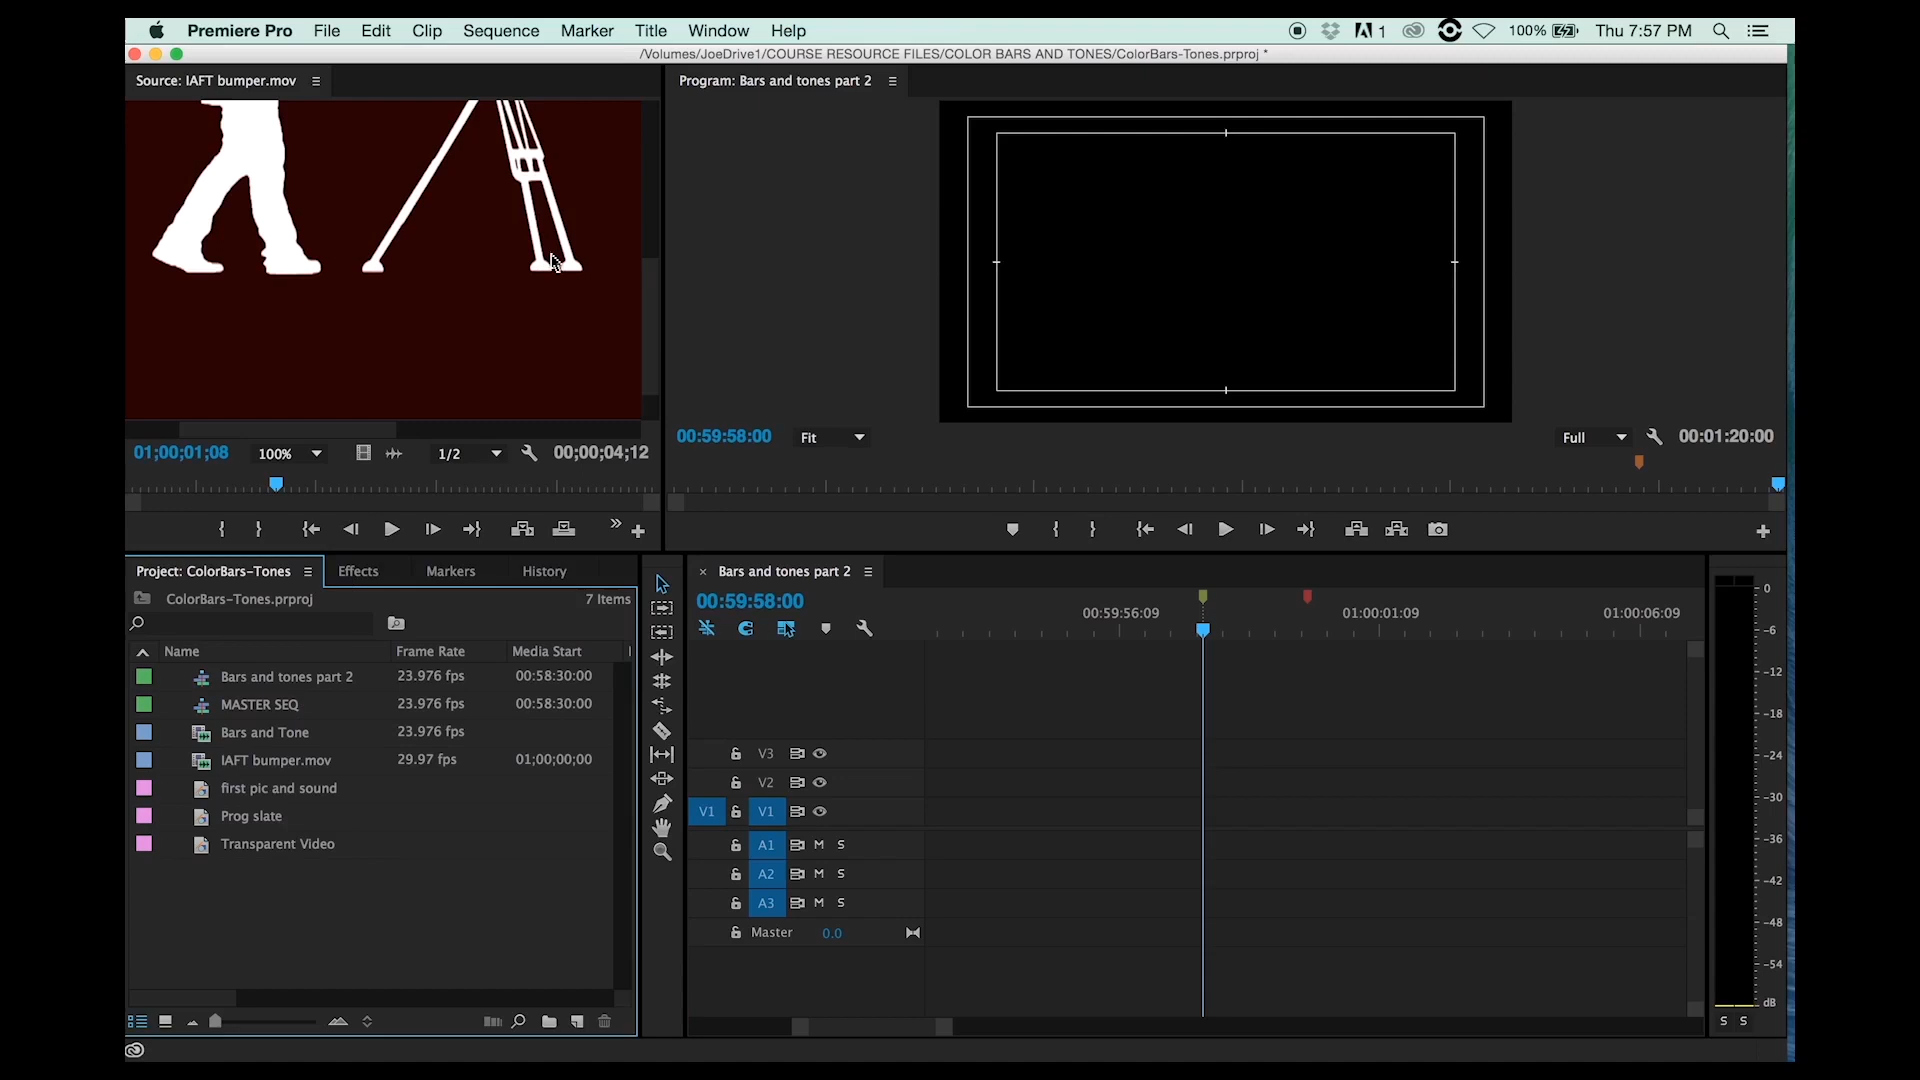 Premiere Pro File Edit Clip Sequence Marker Title Window Help 1 100% Thu 7:57 PM
/Volumes/JoeDrive1/COURSE RESOURCE FILES/COLOR BARS AND TONES/ColorBars-Tones.prproj *
Source: IAFT bumper.mov
Program: Bars and tones part 2
00:59:58:00 Fit Full 00:01:20:00
01;00;01;08 100% 1/2 00;00;04;12
Project: ColorBars-Tones Effects Markers History
ColorBars-Tones.prproj 7 Items
Name Frame Rate Media Start
Bars and tones part 2 23.976 fps 00:58:30:00
MASTER SEQ 23.976 fps 00:58:30:00
Bars and Tone 23.976 fps
IAFT bumper.mov 29.97 fps 01;00;00;00
first pic and sound
Prog slate
Transparent Video
× Bars and tones part 2
00:59:58:00
00:59:56:09 01:00:01:09 01:00:06:09
V3
V2
V1 V1
A1 M S
A2 M S
A3 M S
Master 0.0
0
-6
-12
-18
-24
-30
-36
-42
-48
-54
dB
S S